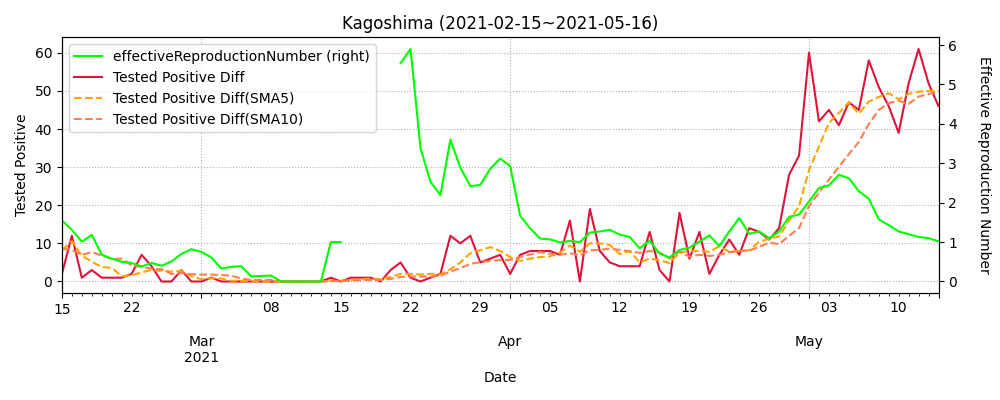 Kagoshima (2021-02-15~2021-05-16)
effectiveReproductionNumber (right)
Tested Positive Diff
Tested Positive Diff(SMA5)
Tested Positive Diff(SMA10)
Tested Positive
60
50
40
30
20
10
0
6
5
4
3
2
1
0
Effective Reproduction Number
15 22 08 15 22 29 05 12 19 26 03 10
Mar Apr May
2021
Date